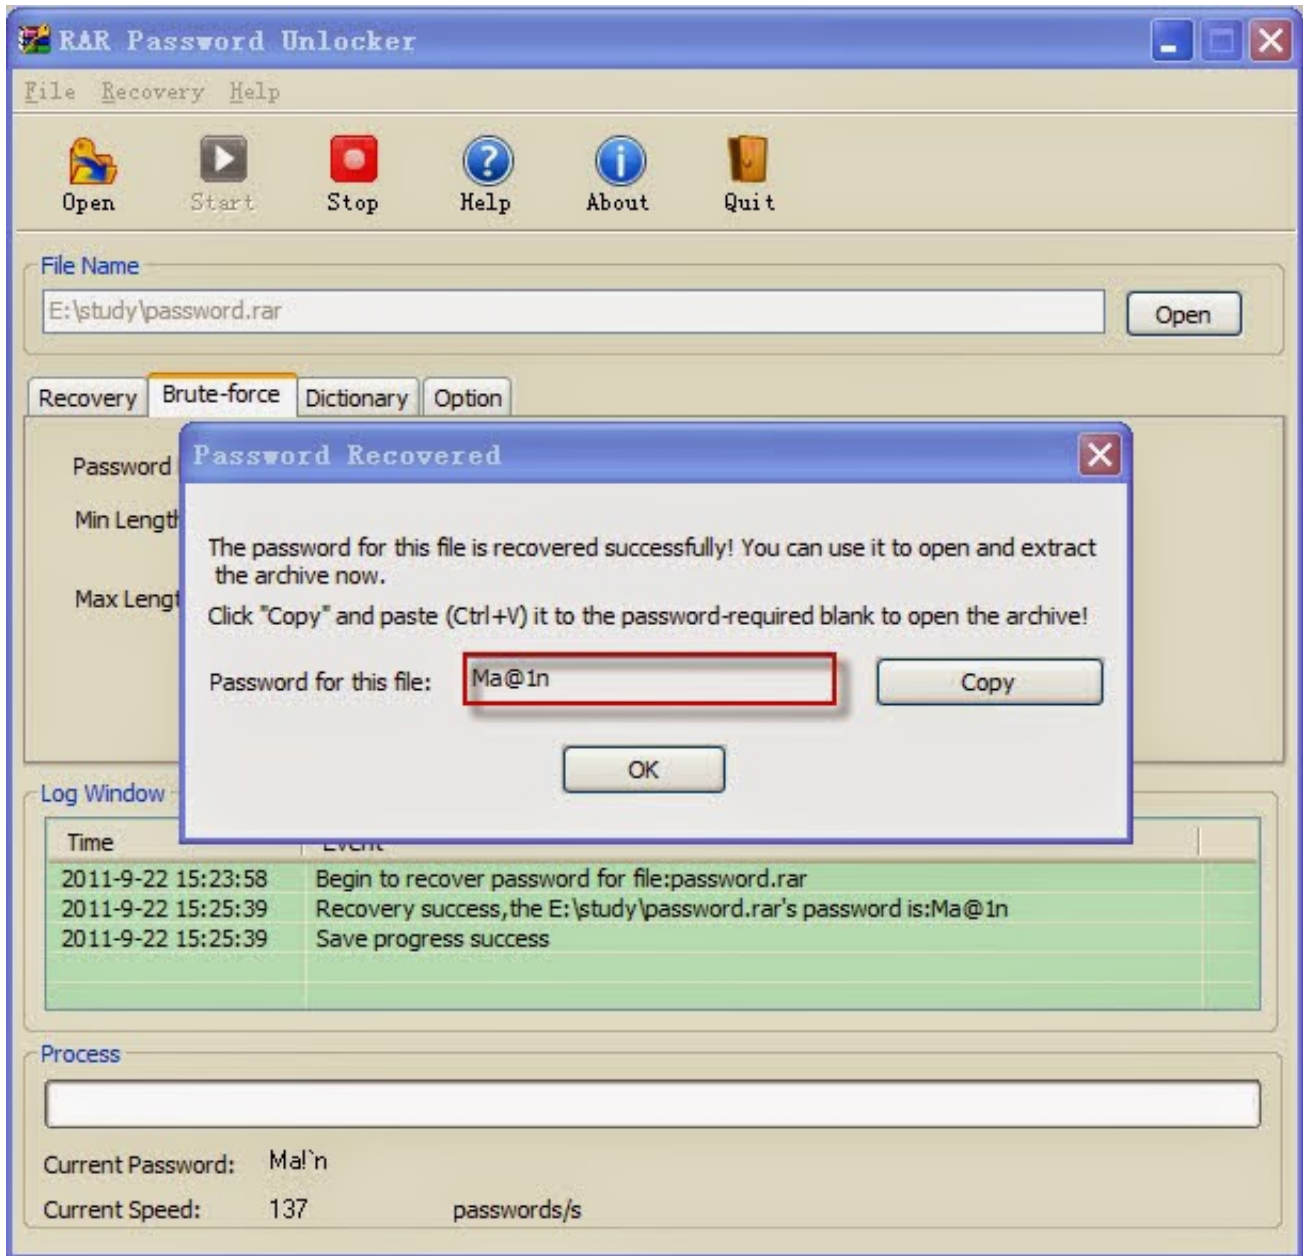 RAR Password Unlocker
File Recovery Help
Open Start Stop Help About Quit
File Name
E:\study\password.rar Open
Recovery Brute-force Dictionary Option
Password
Min Length
Max Lengt
Password Recovered
The password for this file is recovered successfully! You can use it to open and extract
the archive now.
Click "Copy" and paste (Ctrl+V) it to the password-required blank to open the archive!
Password for this file: Ma@1n Copy
OK
Log Window
Time Event
2011-9-22 15:23:58 Begin to recover password for file:password.rar
2011-9-22 15:25:39 Recovery success,the E:\study\password.rar's password is:Ma@1n
2011-9-22 15:25:39 Save progress success
Process
Current Password: Ma!`n
Current Speed: 137 passwords/s